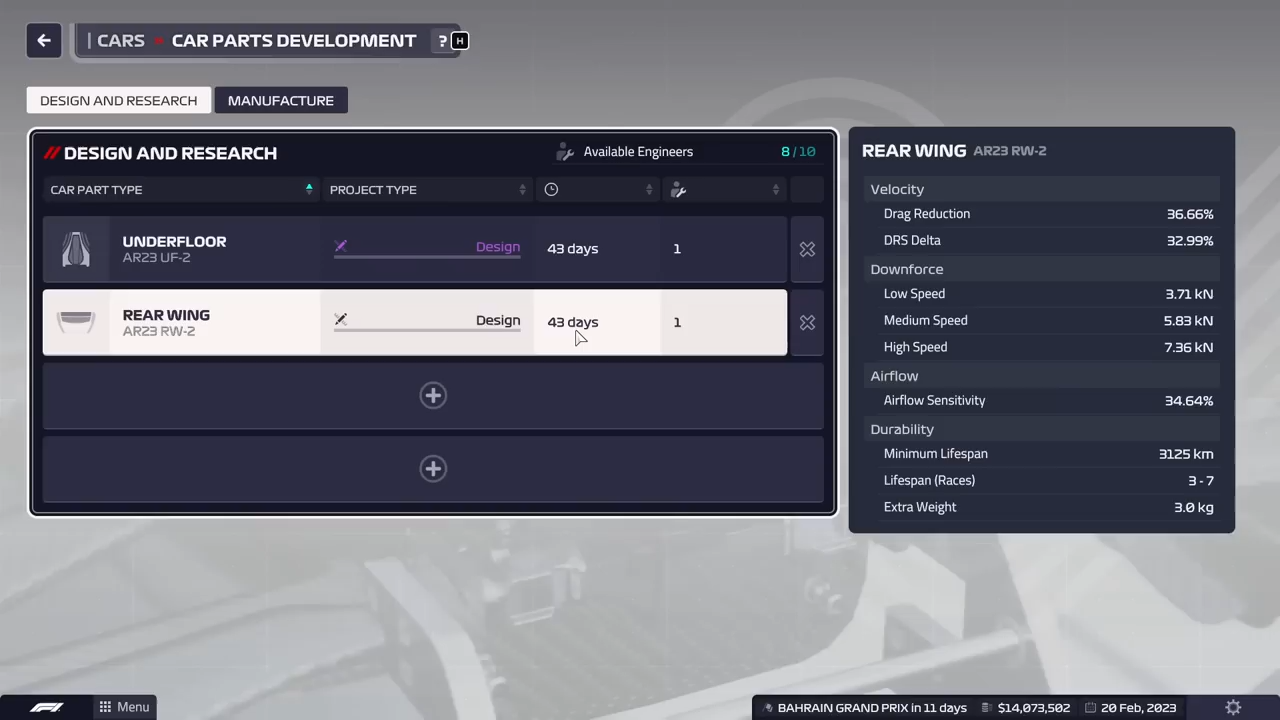 CARS • CAR PARTS DEVELOPMENT ? H
DESIGN AND RESEARCH MANUFACTURE
// DESIGN AND RESEARCH Available Engineers 8 / 10
CAR PART TYPE PROJECT TYPE
UNDERFLOOR
AR23 UF-2
Design 43 days 1
REAR WING
AR23 RW-2
Design 43 days 1
REAR WING AR23 RW-2
Velocity
Drag Reduction 36.66%
DRS Delta 32.99%
Downforce
Low Speed 3.71 kN
Medium Speed 5.83 kN
High Speed 7.36 kN
Airflow
Airflow Sensitivity 34.64%
Durability
Minimum Lifespan 3125 km
Lifespan (Races) 3 - 7
Extra Weight 3.0 kg
F1 Menu BAHRAIN GRAND PRIX in 11 days $14,073,502 20 Feb, 2023